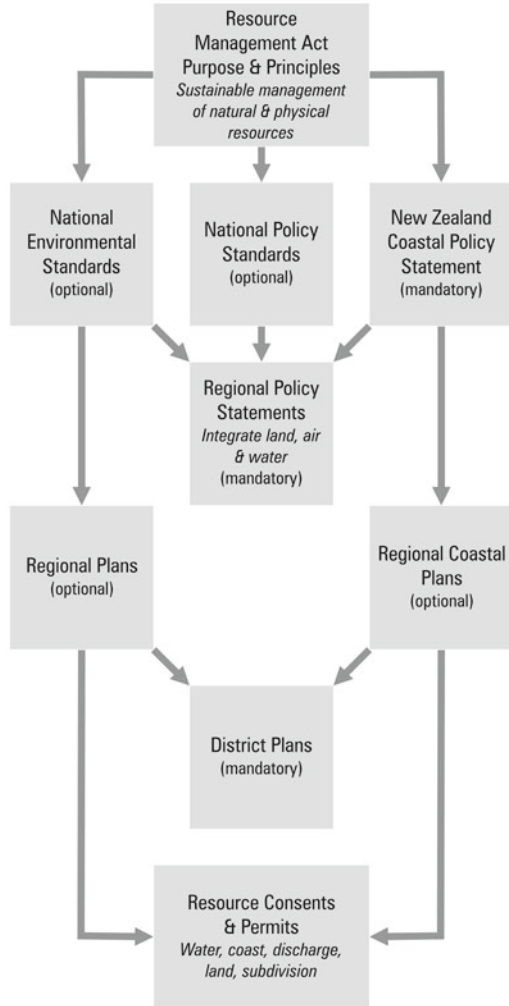 Resource
Management Act
Purpose & Principles
Sustainable management
of natural & physical
resources
National
Environmental
Standards
(optional)
National Policy
Standards
(optional)
New Zealand
Coastal Policy
Statement
(mandatory)
Regional Policy
Statements
Integrate land, air
& water
(mandatory)
Regional Plans
(optional)
Regional Coastal
Plans
(optional)
District Plans
(mandatory)
Resource Consents
& Permits
Water, coast, discharge,
land, subdivision